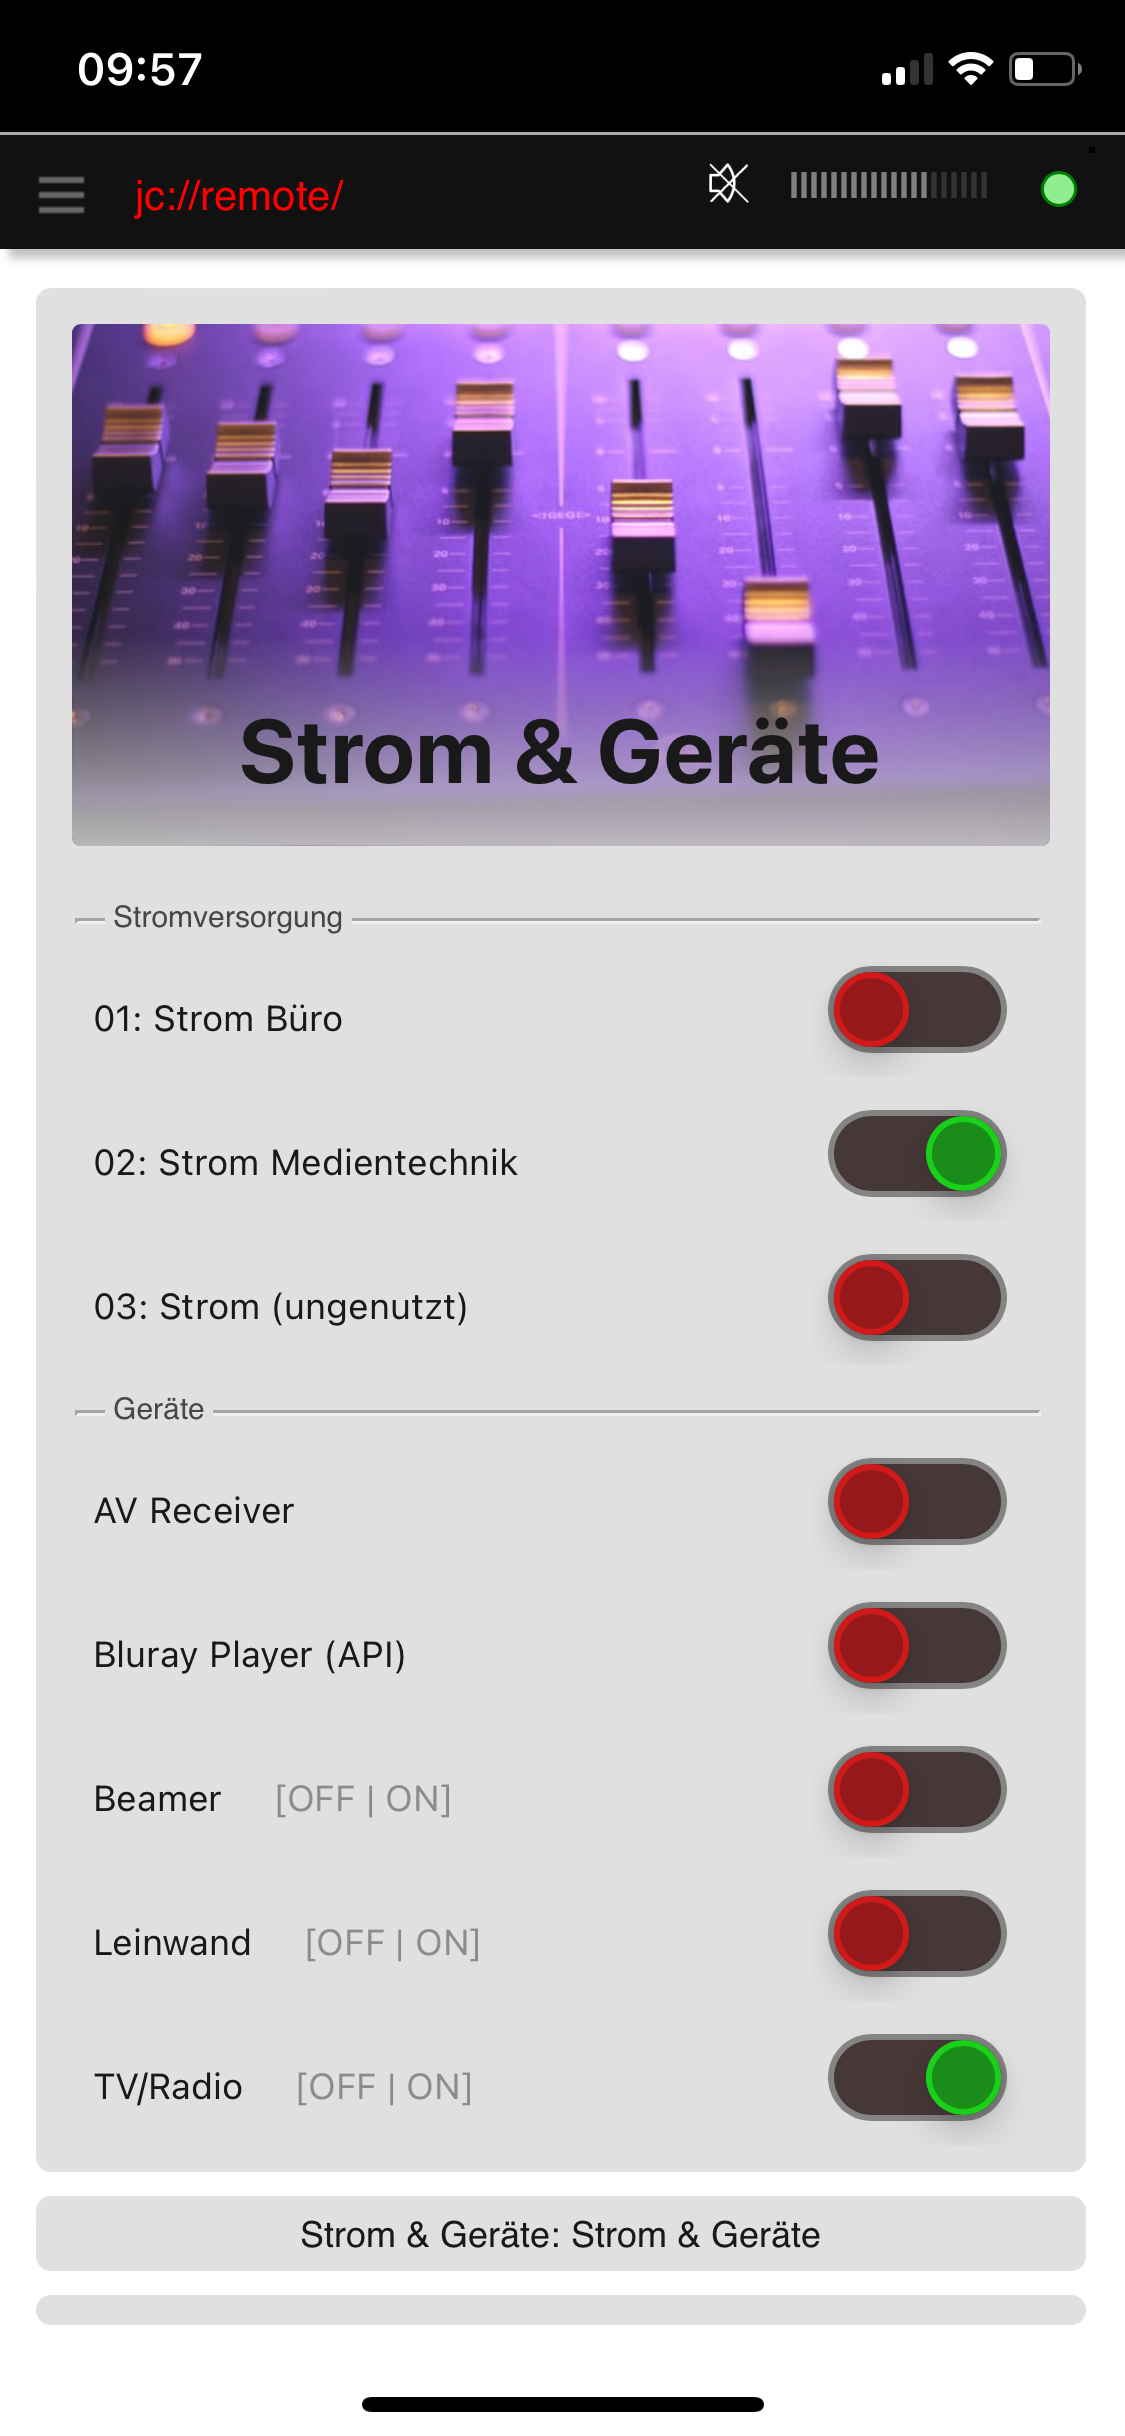 09:57
jc://remote/
Strom & Geräte
Stromversorgung
01: Strom Büro
02: Strom Medientechnik
03: Strom (ungenutzt)
Geräte
AV Receiver
Bluray Player (API)
Beamer [OFF | ON]
Leinwand [OFF | ON]
TV/Radio [OFF | ON]
Strom & Geräte: Strom & Geräte